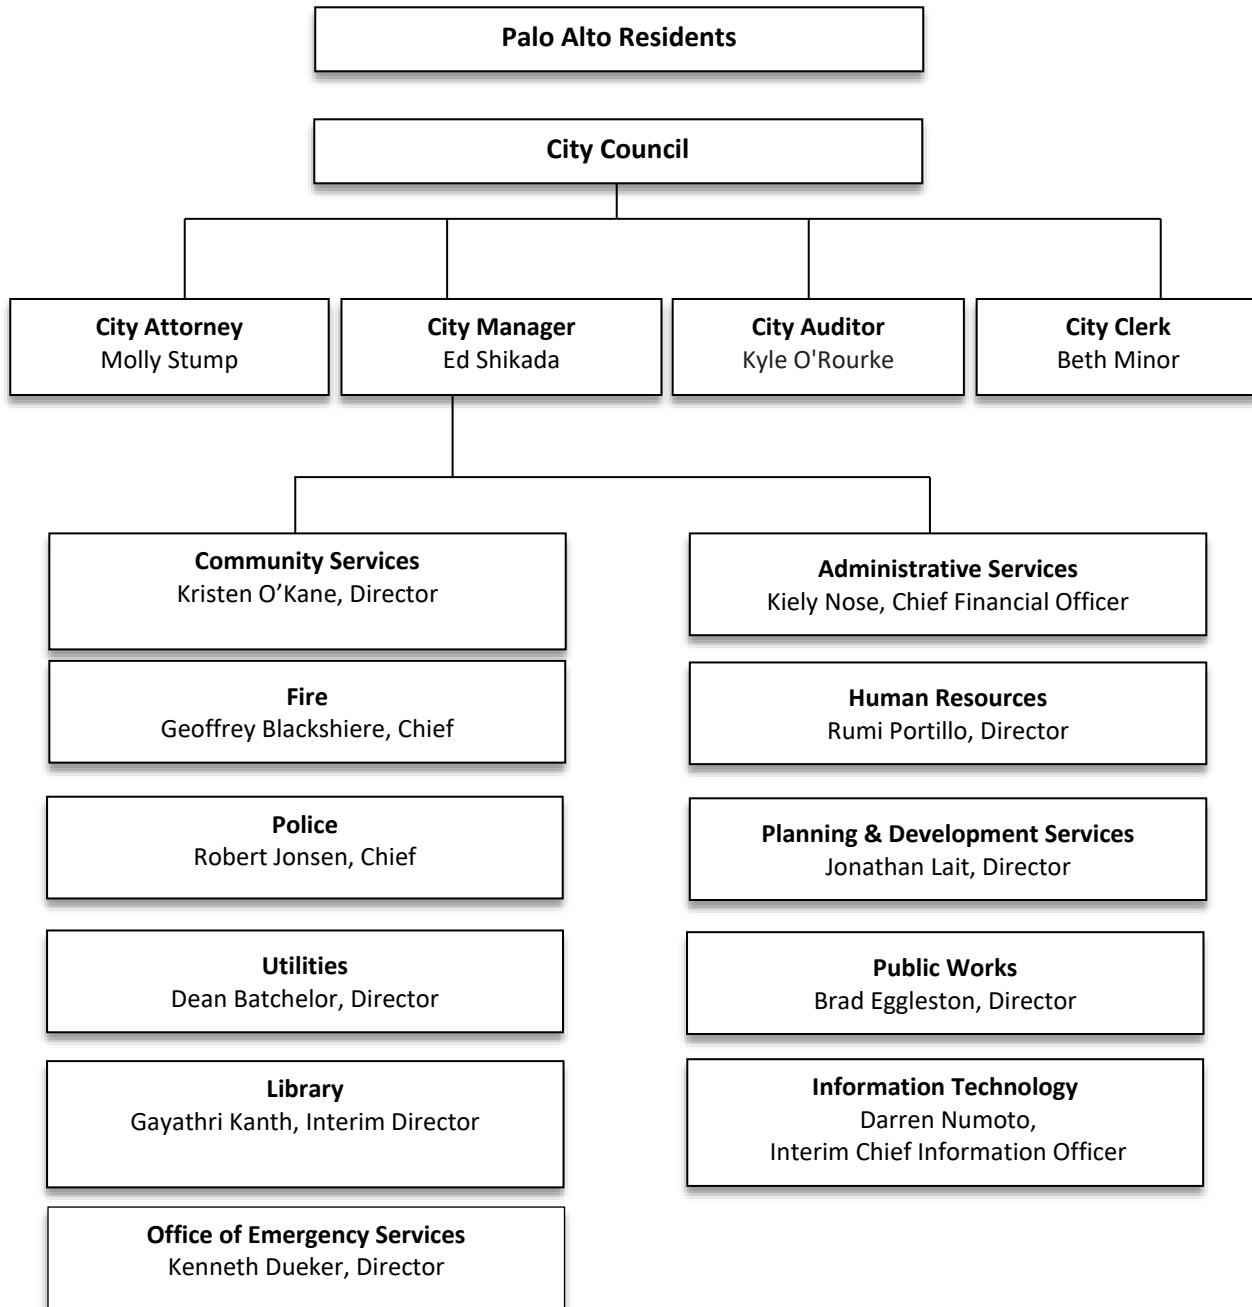 Palo Alto Residents
City Council
City Attorney
Molly Stump
City Manager
Ed Shikada
City Auditor
Kyle O'Rourke
City Clerk
Beth Minor
Community Services
Kristen O’Kane, Director
Fire
Geoffrey Blackshiere, Chief
Police
Robert Jonsen, Chief
Utilities
Dean Batchelor, Director
Library
Gayathri Kanth, Interim Director
Office of Emergency Services
Kenneth Dueker, Director
Administrative Services
Kiely Nose, Chief Financial Officer
Human Resources
Rumi Portillo, Director
Planning & Development Services
Jonathan Lait, Director
Public Works
Brad Eggleston, Director
Information Technology
Darren Numoto,
Interim Chief Information Officer